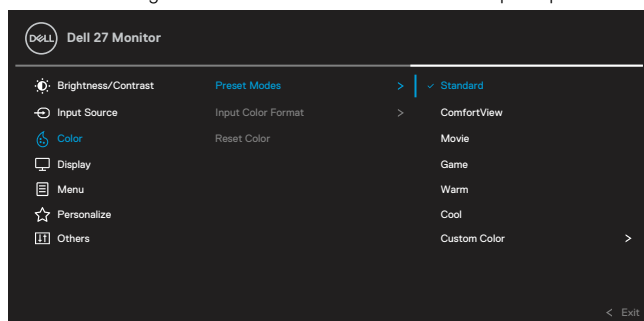 DELL Dell 27 Monitor
Brightness/Contrast Preset Modes > ✓ Standard
Input Source Input Color Format > ComfortView
Color Reset Color Movie
Display Game
Menu Warm
Personalize Cool
Others Custom Color >
< Exit